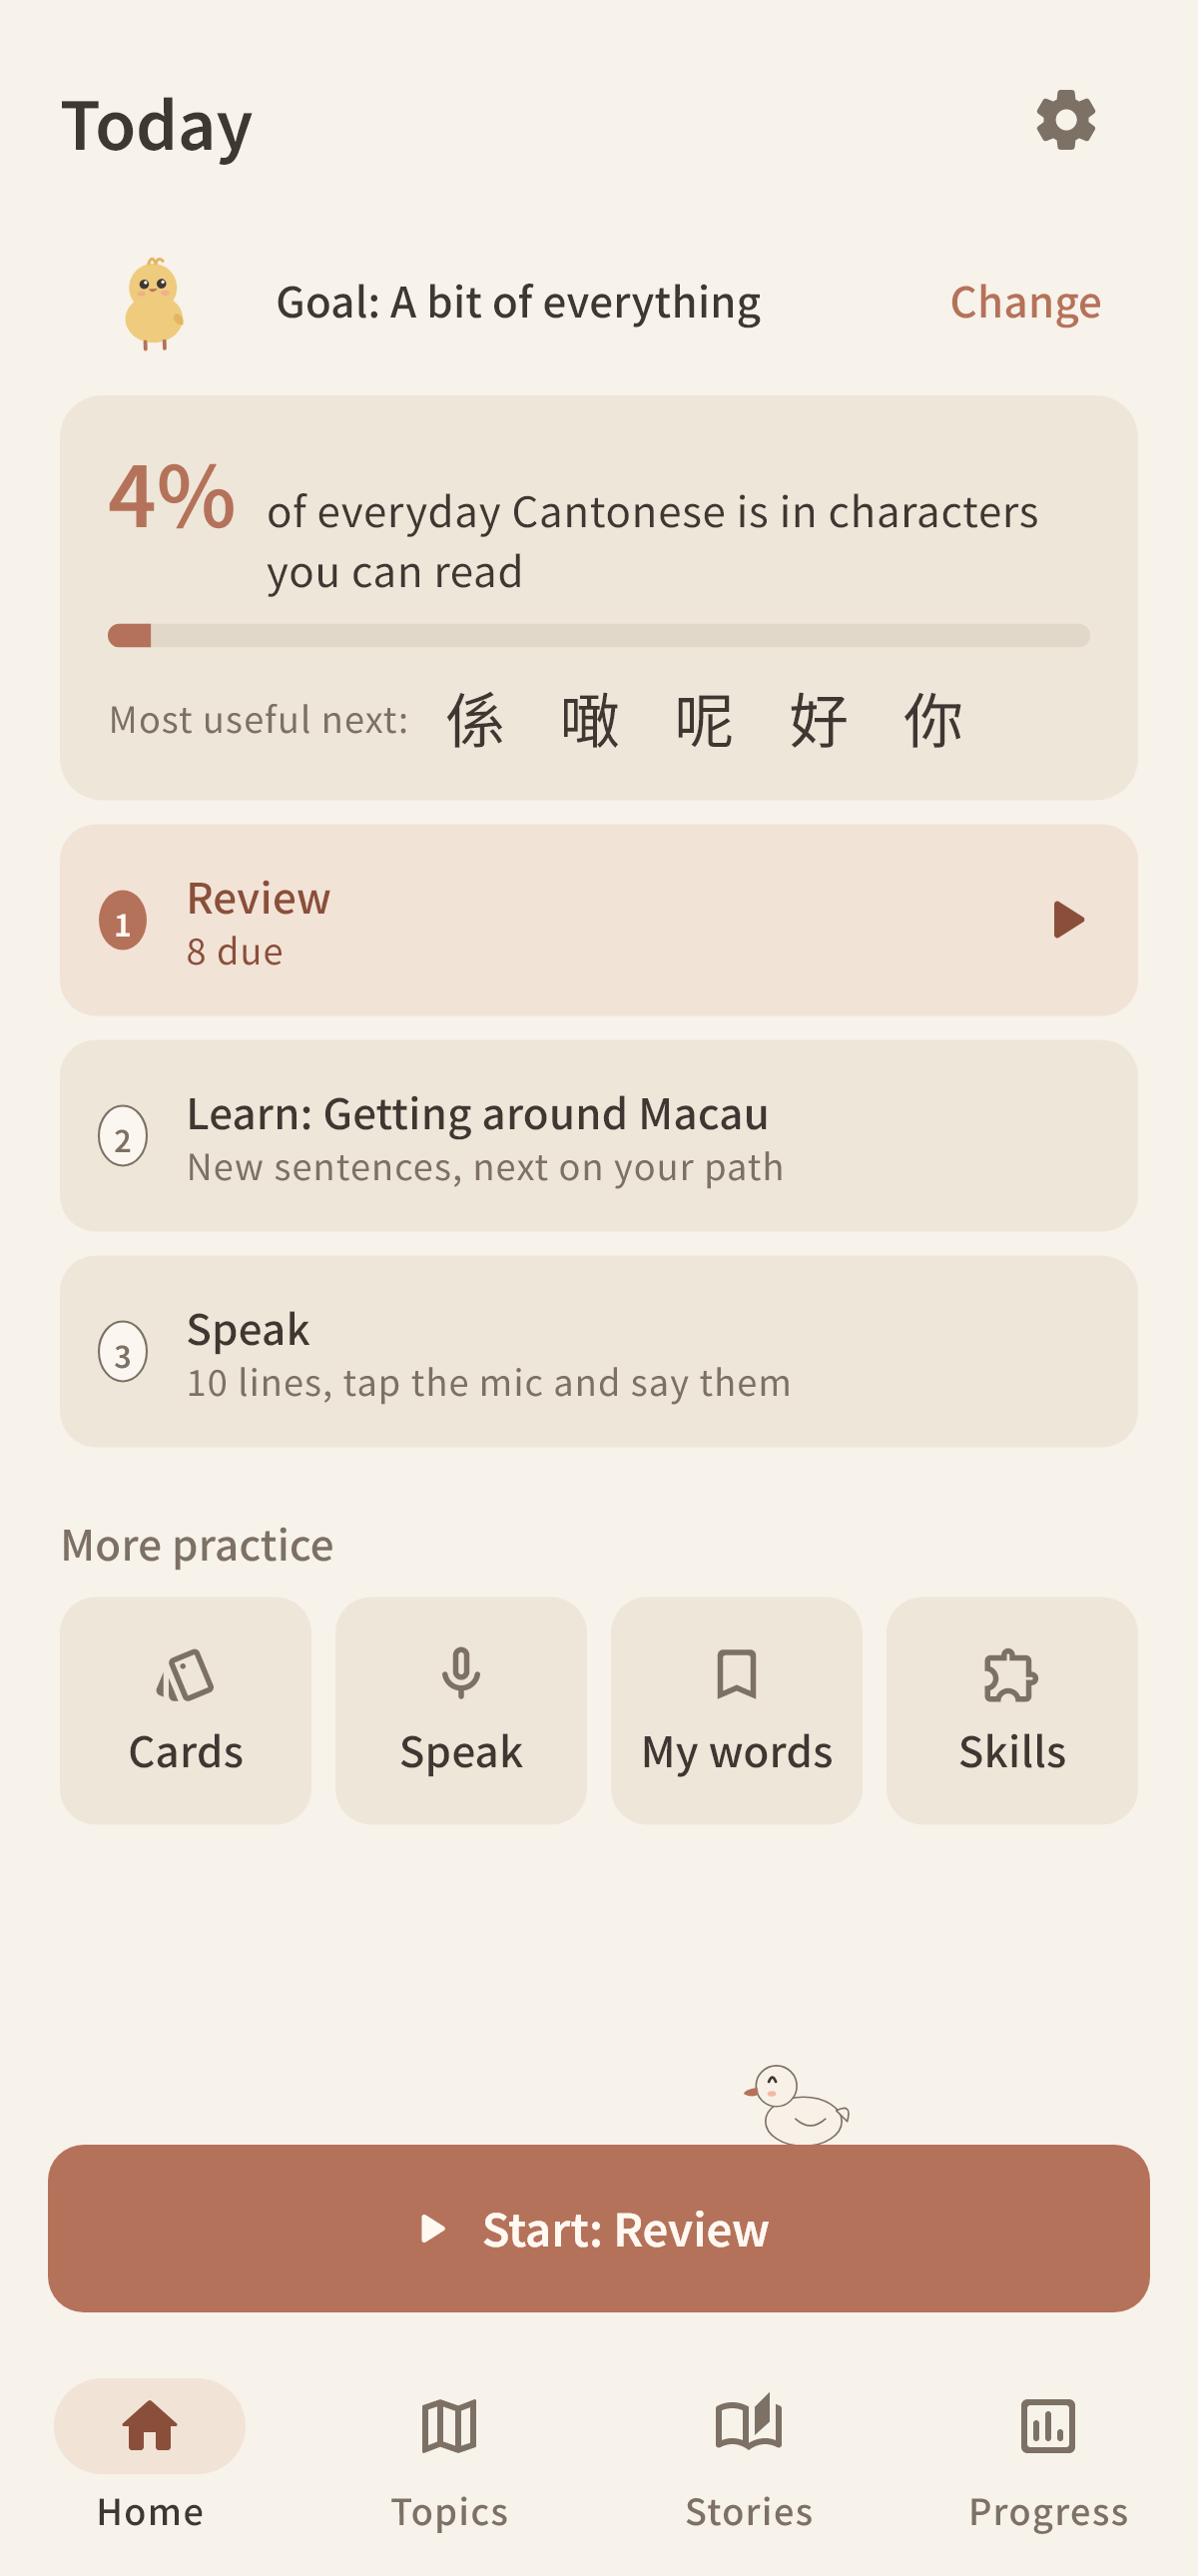 Today
Goal: A bit of everything
Change
4% of everyday Cantonese is in characters
you can read
Most useful next: 係 噉 呢 好 你
1
Review
8 due
2
Learn: Getting around Macau
New sentences, next on your path
3
Speak
10 lines, tap the mic and say them
More practice
Cards Speak My words Skills
Start: Review
Home Topics Stories Progress